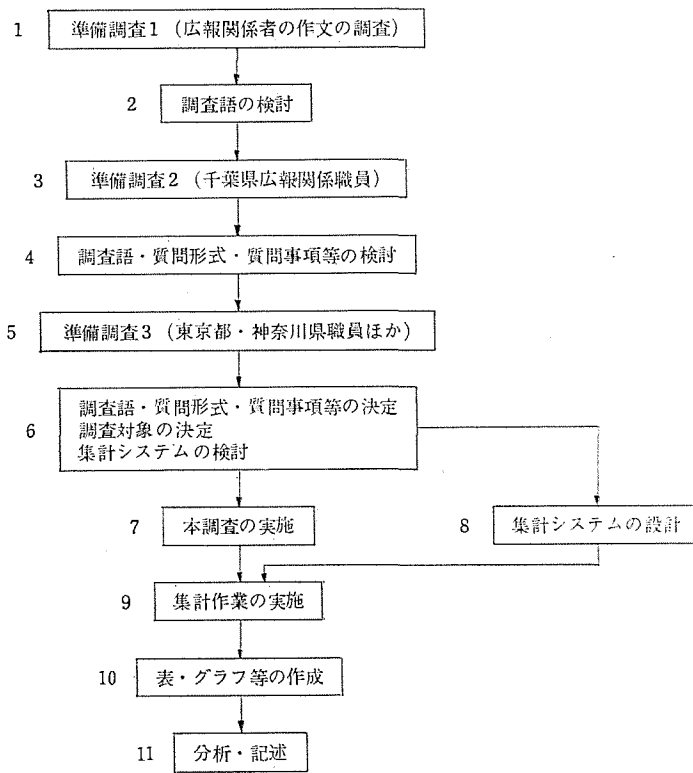 1 準備調査1（広報関係者の作文の調査）
2 調査語の検討
3 準備調査2（千葉県広報関係職員）
4 調査語・質問形式・質問事項等の検討
5 準備調査3（東京都・神奈川県職員ほか）
6 調査語・質問形式・質問事項等の決定
調査対象の決定
集計システムの検討
7 本調査の実施
8 集計システムの設計
9 集計作業の実施
10 表・グラフ等の作成
11 分析・記述